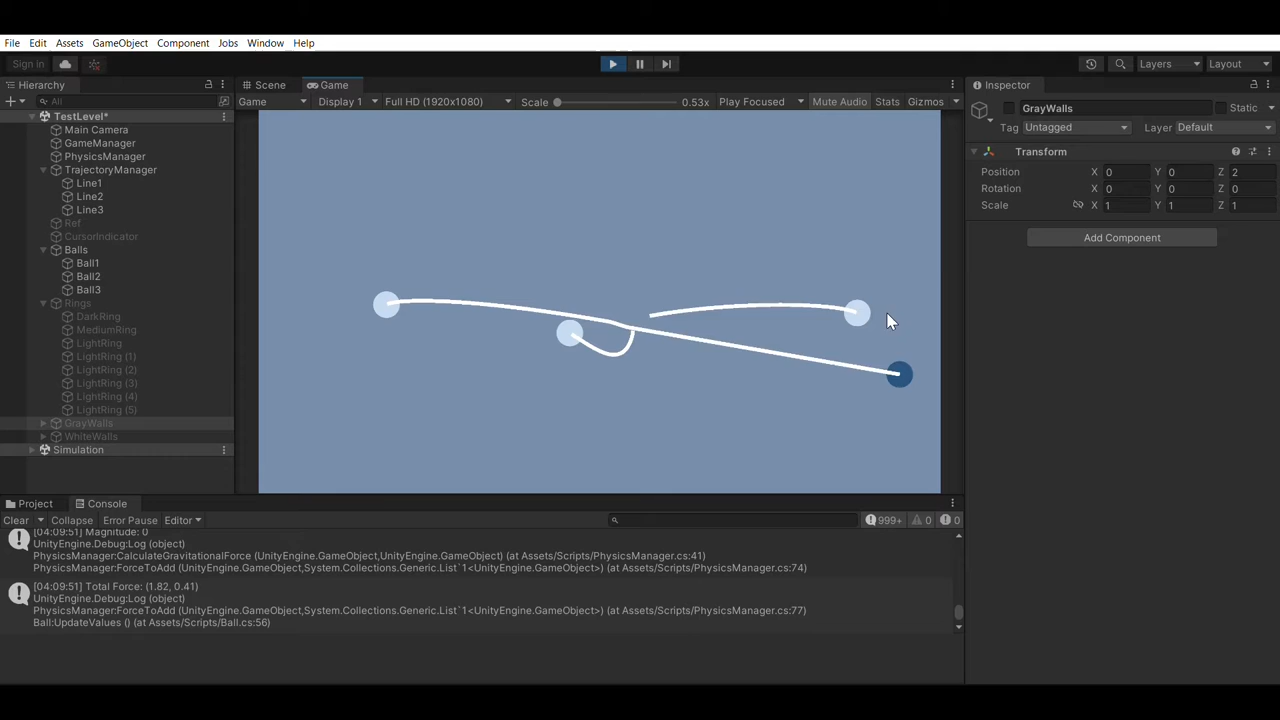 File Edit Assets GameObject Component Jobs Window Help
Sign in Layers Layout
Hierarchy Scene Game Inspector
All Game Display 1 Full HD (1920x1080) Scale 0.53x Play Focused Mute Audio Stats Gizmos
GrayWalls Static
Tag Untagged Layer Default
Transform
Position X 0 Y 0 Z 2
Rotation X 0 Y 0 Z 0
Scale X 1 Y 1 Z 1
Add Component
TestLevel*
Main Camera
GameManager
PhysicsManager
TrajectoryManager
Line1
Line2
Line3
Ref
CursorIndicator
Balls
Ball1
Ball2
Ball3
Rings
DarkRing
MediumRing
LightRing
LightRing (1)
LightRing (2)
LightRing (3)
LightRing (4)
LightRing (5)
GrayWalls
WhiteWalls
Simulation
Project Console
Clear Collapse Error Pause Editor 999+ 0 0
[04:09:51] Magnitude: 0
UnityEngine.Debug:Log (object)
PhysicsManager:CalculateGravitationalForce (UnityEngine.GameObject,UnityEngine.GameObject) (at Assets/Scripts/PhysicsManager.cs:41)
PhysicsManager:ForceToAdd (UnityEngine.GameObject,System.Collections.Generic.List`1<UnityEngine.GameObject>) (at Assets/Scripts/PhysicsManager.cs:74)
[04:09:51] Total Force: (1.82, 0.41)
UnityEngine.Debug:Log (object)
PhysicsManager:ForceToAdd (UnityEngine.GameObject,System.Collections.Generic.List`1<UnityEngine.GameObject>) (at Assets/Scripts/PhysicsManager.cs:77)
Ball:UpdateValues () (at Assets/Scripts/Ball.cs:56)